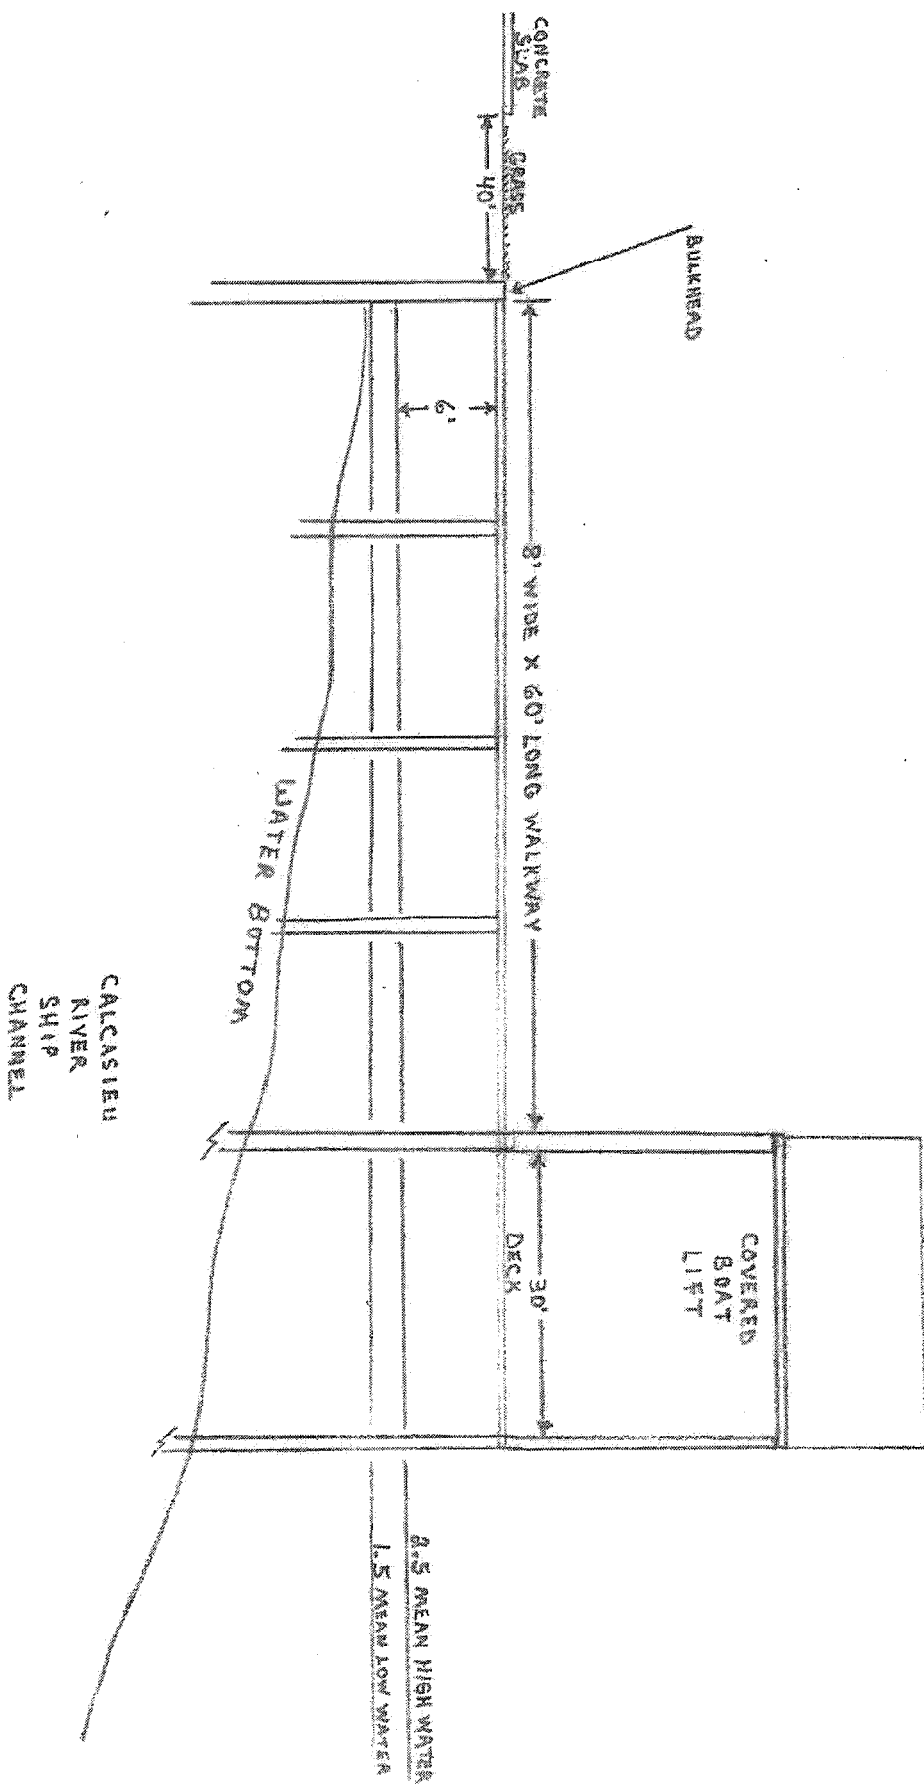 CONCRETE
SLAB
GRASS
40'
BULKHEAD
6'
8' WIDE X 60' LONG WALKWAY
WATER BOTTOM
CALCASIEU
RIVER
SHIP
CHANNEL
COVERED
BOAT
LIFT
30'
DECK
2.5 MEAN HIGH WATER
1.5 MEAN LOW WATER